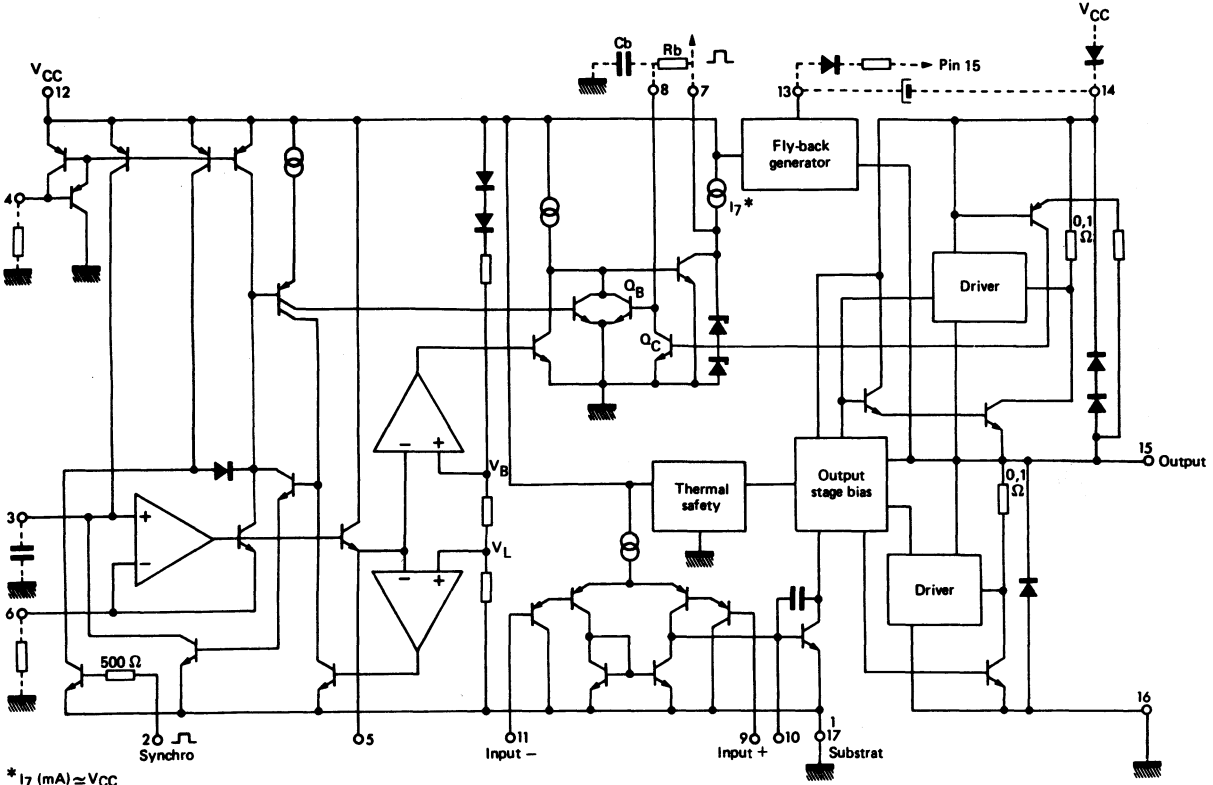 VCC
Cb
Rb
VCC
12
8
7
13
Pin 15
14
Fly-back
generator
4
I7*
0,1
Ω
QB
Driver
QC
VB
15
Output
Thermal
safety
Output
stage bias
0,1
Ω
3
+
−
VL
−
+
−
+
Driver
6
500 Ω
16
2
Synchro
5
11
Input −
9
Input +
10
1
17
Substrat
* I7 (mA) ≃ VCC